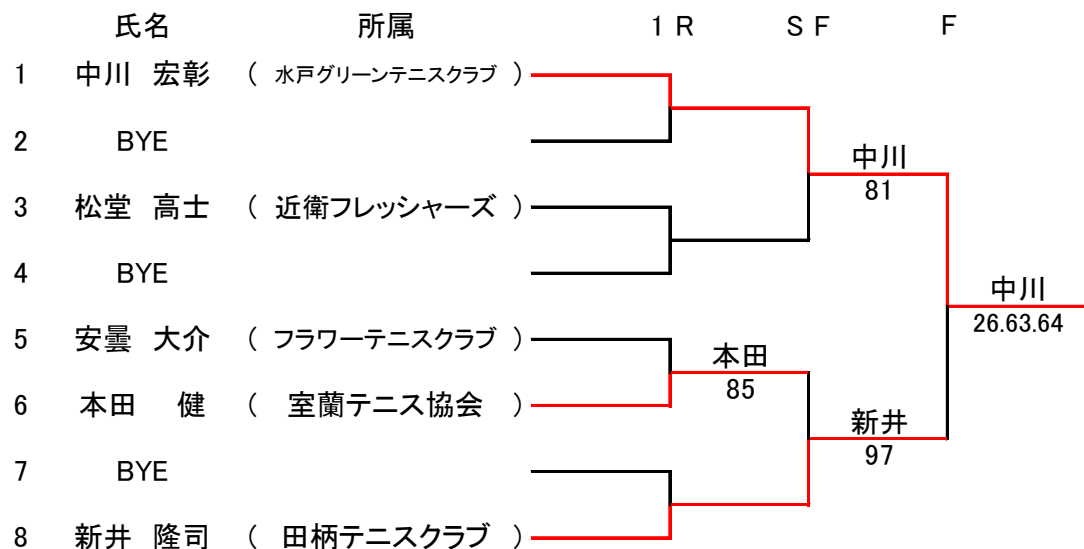 氏名 所属 1R SF F
1 中川 宏彰 ( 水戸グリーンテニスクラブ )
2 BYE
中川
81
3 松堂 高士 ( 近衛フレッシャーズ )
4 BYE
中川
26.63.64
5 安曇 大介 ( フラワーテニスクラブ )
本田
85
6 本田 健 ( 室蘭テニス協会 )
新井
97
7 BYE
8 新井 隆司 ( 田柄テニスクラブ )